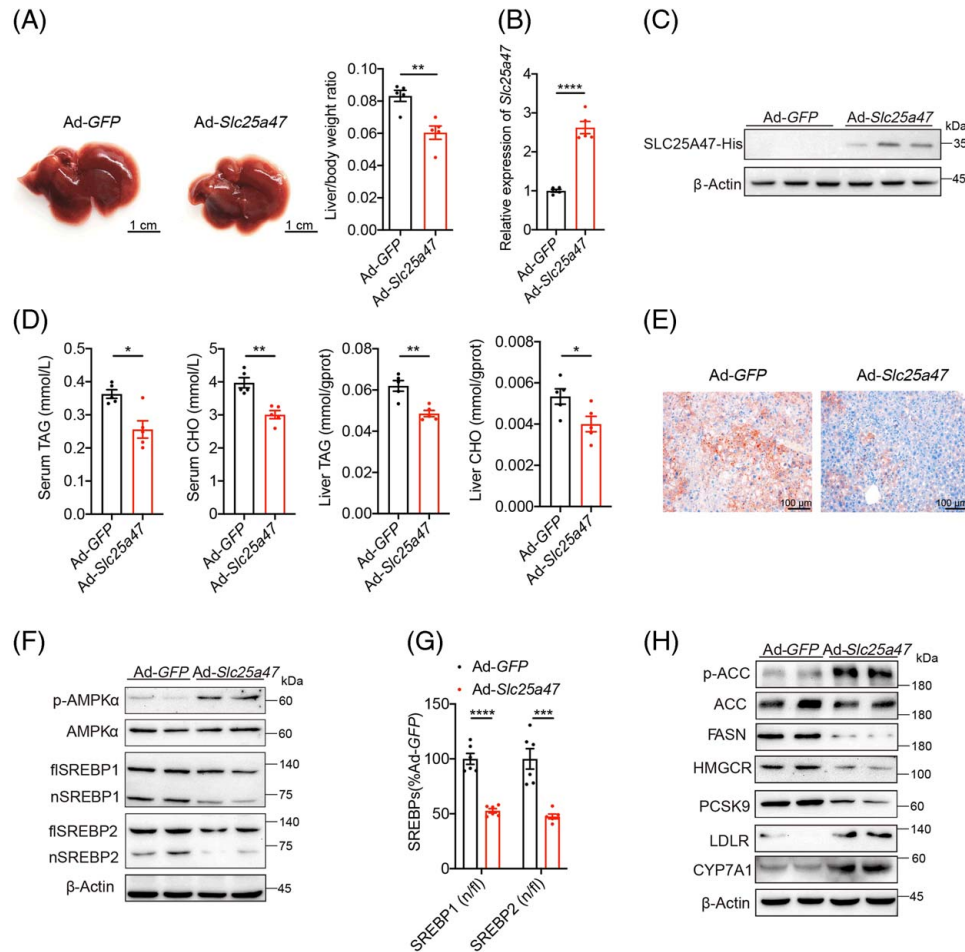 (A)
Ad-GFP
Ad-Slc25a47
1 cm
1 cm
Liver/body weight ratio
0.10
0.08
0.06
0.04
0.02
0.00
**
Ad-GFP
Ad-Slc25a47
(B)
Relative expression of Slc25a47
4
3
2
1
0
****
Ad-GFP
Ad-Slc25a47
(C)
Ad-GFP
Ad-Slc25a47
kDa
SLC25A47-His
35
β-Actin
45
(D)
Serum TAG (mmol/L)
0.5
0.4
0.3
0.2
0.1
0.0
*
Ad-GFP
Ad-Slc25a47
Serum CHO (mmol/L)
6
4
2
0
**
Ad-GFP
Ad-Slc25a47
Liver TAG (mmol/gprot)
0.10
0.08
0.06
0.04
0.02
0.00
**
Ad-GFP
Ad-Slc25a47
Liver CHO (mmol/gprot)
0.008
0.006
0.004
0.002
0.000
*
Ad-GFP
Ad-Slc25a47
(E)
Ad-GFP
Ad-Slc25a47
100 μm
100 μm
(F)
Ad-GFP
Ad-Slc25a47
kDa
p-AMPKα
60
AMPKα
60
flSREBP1
140
nSREBP1
75
flSREBP2
140
nSREBP2
75
β-Actin
45
(G)
Ad-GFP
Ad-Slc25a47
SREBPs(%Ad-GFP)
150
100
50
0
****
***
SREBP1 (n/fl)
SREBP2 (n/fl)
(H)
Ad-GFP
Ad-Slc25a47
kDa
p-ACC
180
ACC
180
FASN
180
HMGCR
100
PCSK9
60
LDLR
140
CYP7A1
60
β-Actin
45